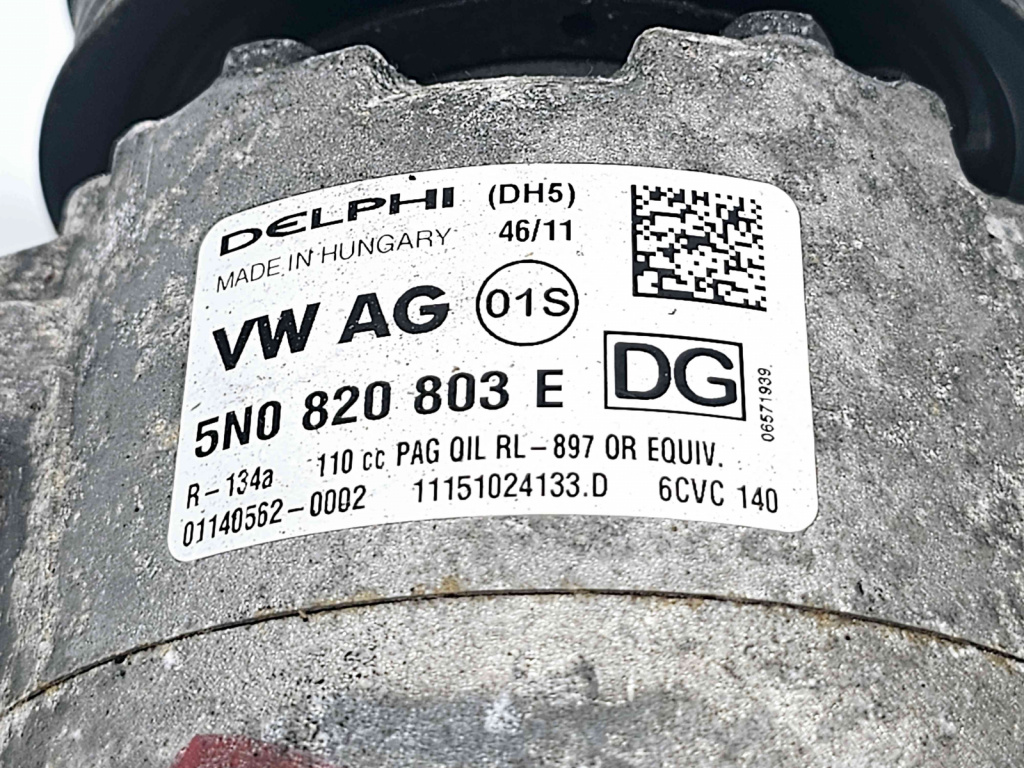 DELPHI (DH5)
MADE IN HUNGARY 46/11
VW AG 01S
5N0 820 803 E DG
06571939.
R-134a 110 cc PAG OIL RL-897 OR EQUIV.
01140562-0002 11151024133.D 6CVC 140